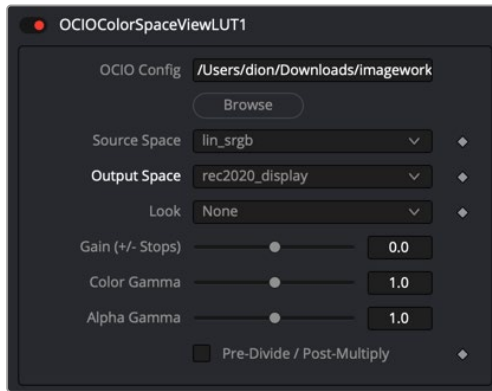 OCIOColorSpaceViewLUT1
OCIO Config /Users/dion/Downloads/imagework
Browse
Source Space lin_srgb
Output Space rec2020_display
Look None
Gain (+/- Stops) 0.0
Color Gamma 1.0
Alpha Gamma 1.0
Pre-Divide / Post-Multiply